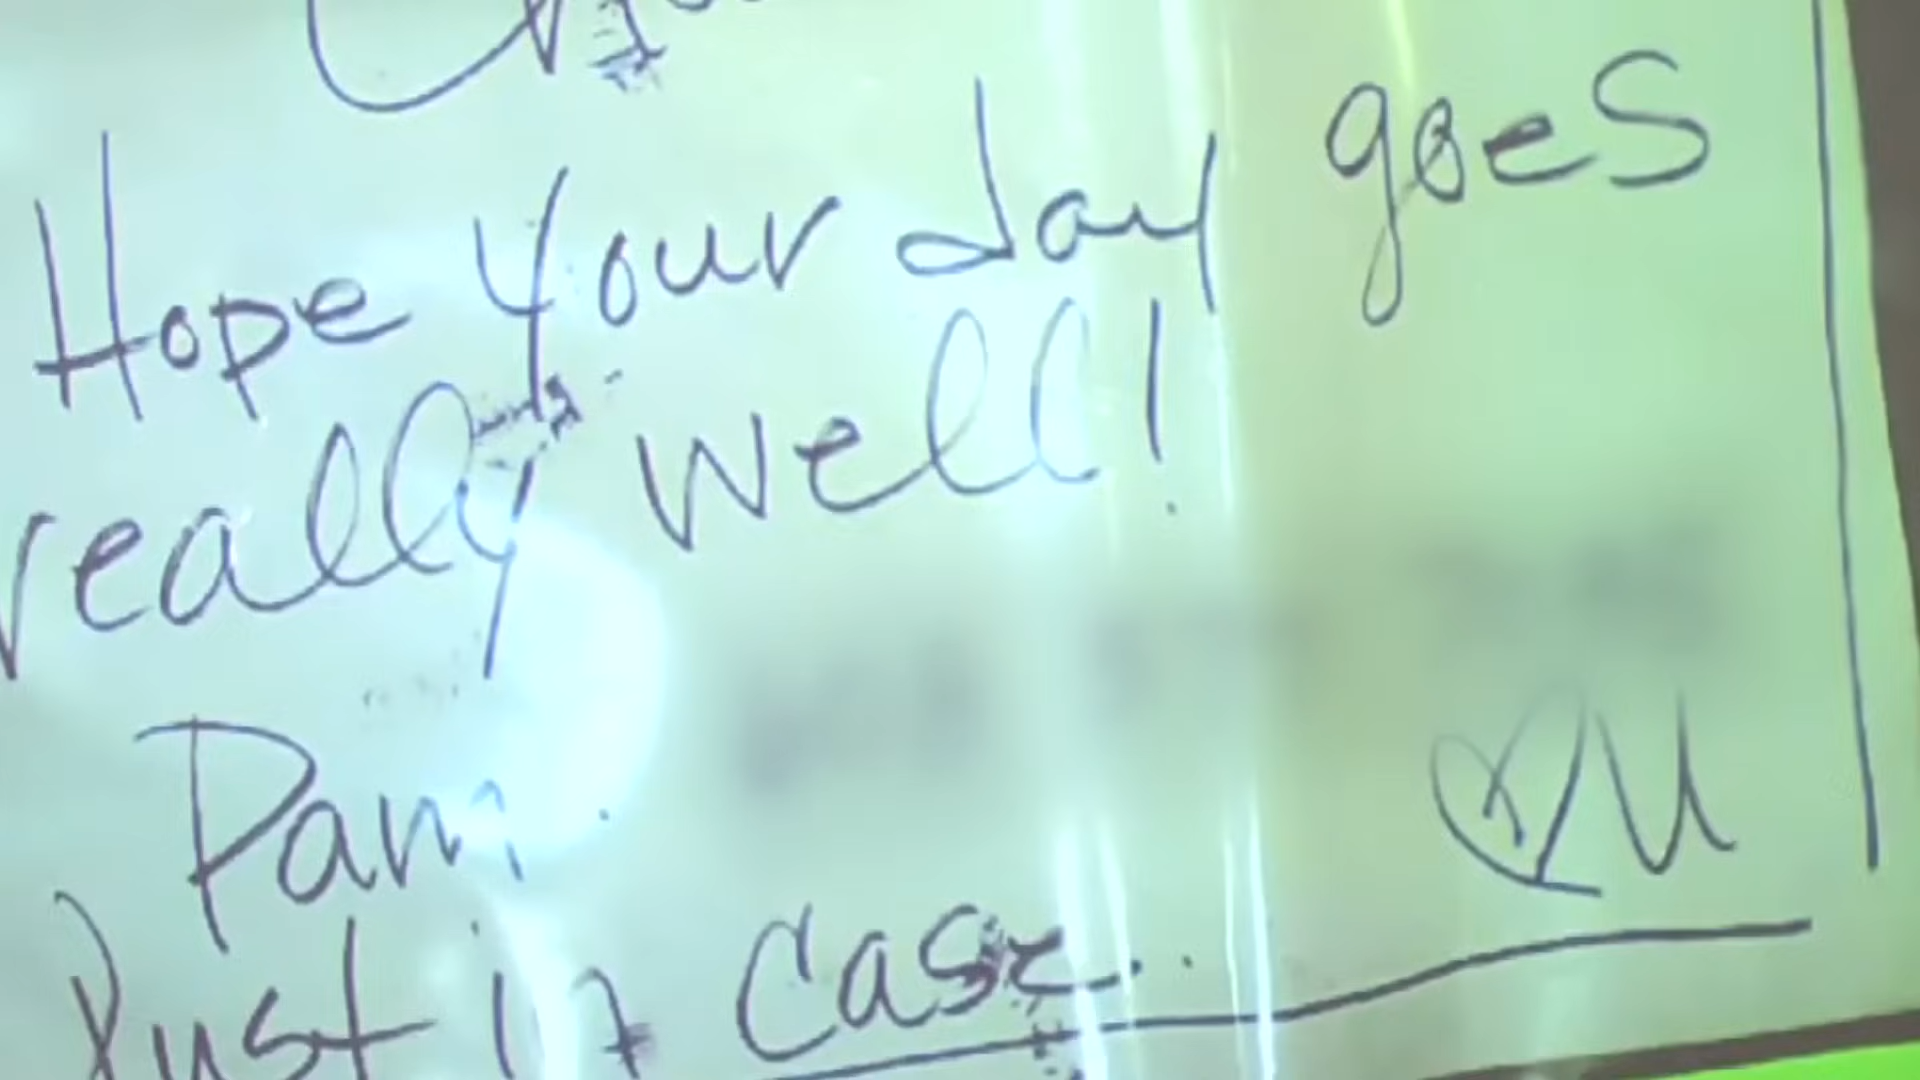 Hope your day goes
really well!
Pam.
♡U
Just in case..